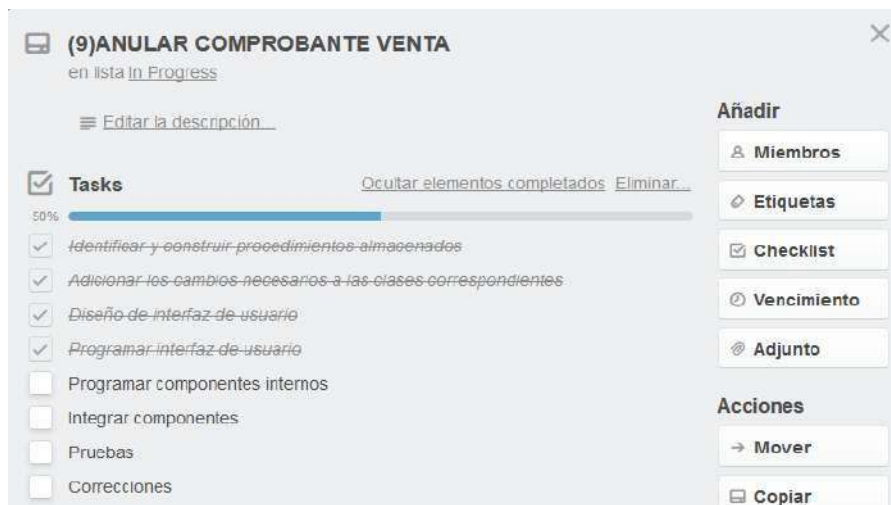 (9)ANULAR COMPROBANTE VENTA
en lista In Progress
Editar la descripción...
Tasks
Ocultar elementos completados Eliminar...
50%
Identificar y construir procedimientos almacenados
Adicionar los cambios necesarios a las clases correspondientes
Diseño de interfaz de usuario
Programar interfaz de usuario
Programar componentes internos
Integrar componentes
Pruebas
Correcciones
Añadir
Miembros
Etiquetas
Checklist
Vencimiento
Adjunto
Acciones
Mover
Copiar